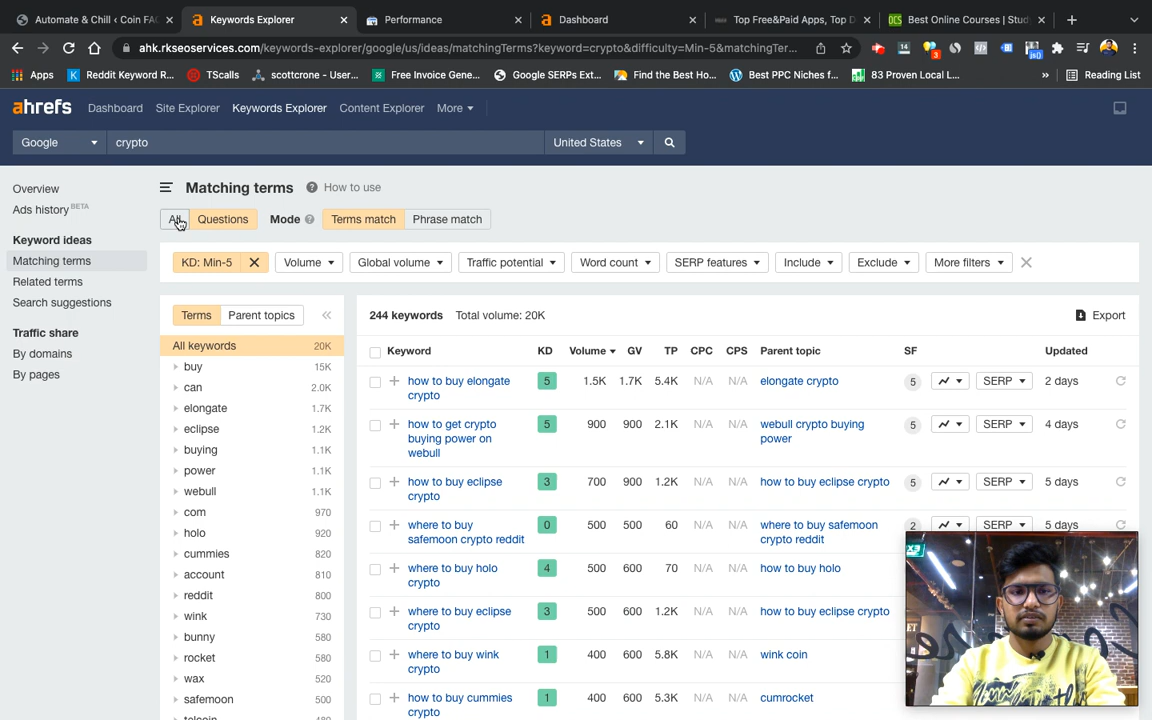 Automate & Chill ‹ Coin FA
Keywords Explorer
Performance
Dashboard
Top Free&Paid Apps, Top D
Best Online Courses | Stud
ahk.rkseoservices.com/keywords-explorer/google/us/ideas/matchingTerms?keyword=crypto&difficulty=Min-5&matchingTer...
Apps
Reddit Keyword R...
TScalls
scottcrone - User...
Free Invoice Gene...
Google SERPs Ext...
Find the Best Ho...
Best PPC Niches f...
83 Proven Local L...
»
Reading List
ahrefs
Dashboard
Site Explorer
Keywords Explorer
Content Explorer
More
Google
crypto
United States
Overview
Ads history BETA
Keyword ideas
Matching terms
Related terms
Search suggestions
Traffic share
By domains
By pages
Matching terms
How to use
All
Questions
Mode
Terms match
Phrase match
KD: Min-5
Volume
Global volume
Traffic potential
Word count
SERP features
Include
Exclude
More filters
Terms
Parent topics
«
All keywords 20K
buy 15K
can 2.0K
elongate 1.7K
eclipse 1.2K
buying 1.1K
power 1.1K
webull 1.1K
com 970
holo 920
cummies 820
account 810
reddit 800
wink 730
bunny 580
rocket 580
wax 520
safemoon 500
244 keywords Total volume: 20K
Export
Keyword KD Volume GV TP CPC CPS Parent topic SF Updated
how to buy elongate 5 1.5K 1.7K 5.4K N/A N/A elongate crypto 5 SERP 2 days
crypto
how to get crypto 5 900 900 2.1K N/A N/A webull crypto buying 5 SERP 4 days
buying power on power
webull
how to buy eclipse 3 700 900 1.2K N/A N/A how to buy eclipse crypto 5 SERP 5 days
crypto
where to buy 0 500 500 60 N/A N/A where to buy safemoon 2 SERP 5 days
safemoon crypto reddit crypto reddit
where to buy holo 4 500 600 70 N/A N/A how to buy holo
crypto
where to buy eclipse 3 500 600 1.2K N/A N/A how to buy eclipse crypto
crypto
where to buy wink 1 400 600 5.8K N/A N/A wink coin
crypto
how to buy cummies 1 400 600 5.3K N/A N/A cumrocket
crypto